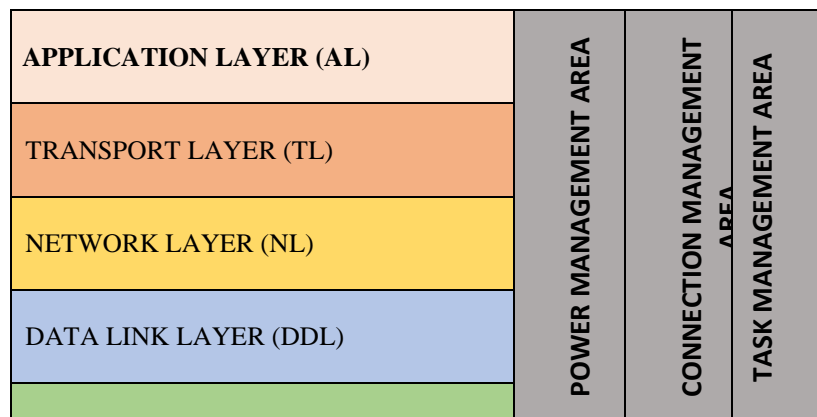 APPLICATION LAYER (AL)
TRANSPORT LAYER (TL)
NETWORK LAYER (NL)
DATA LINK LAYER (DDL)
POWER MANAGEMENT AREA
CONNECTION MANAGEMENT
AREA
TASK MANAGEMENT AREA